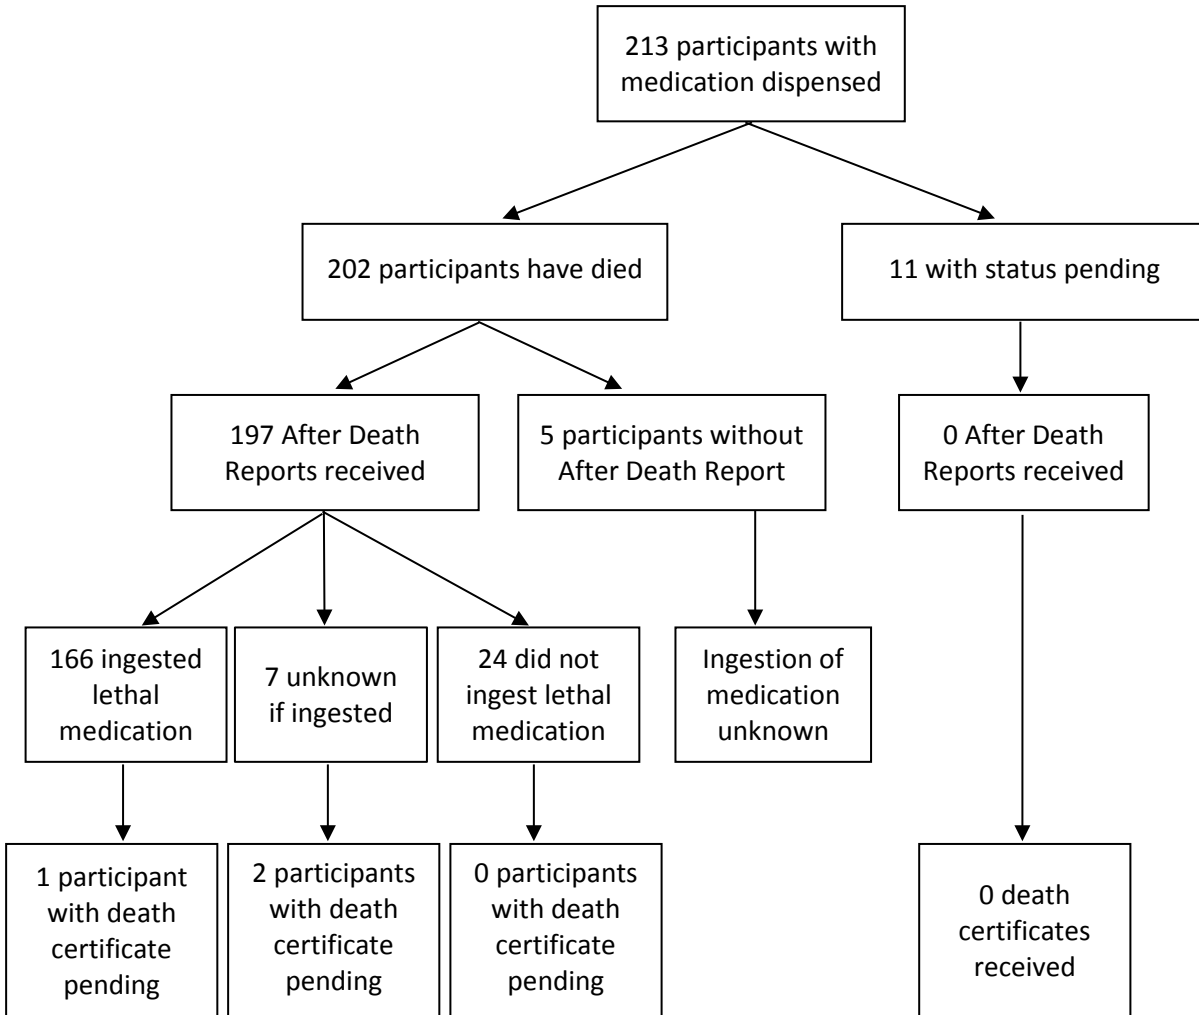 213 participants with
medication dispensed
202 participants have died
11 with status pending
197 After Death
Reports received
5 participants without
After Death Report
0 After Death
Reports received
166 ingested
lethal
medication
7 unknown
if ingested
24 did not
ingest lethal
medication
Ingestion of
medication
unknown
1 participant
with death
certificate
pending
2 participants
with death
certificate
pending
0 participants
with death
certificate
pending
0 death
certificates
received